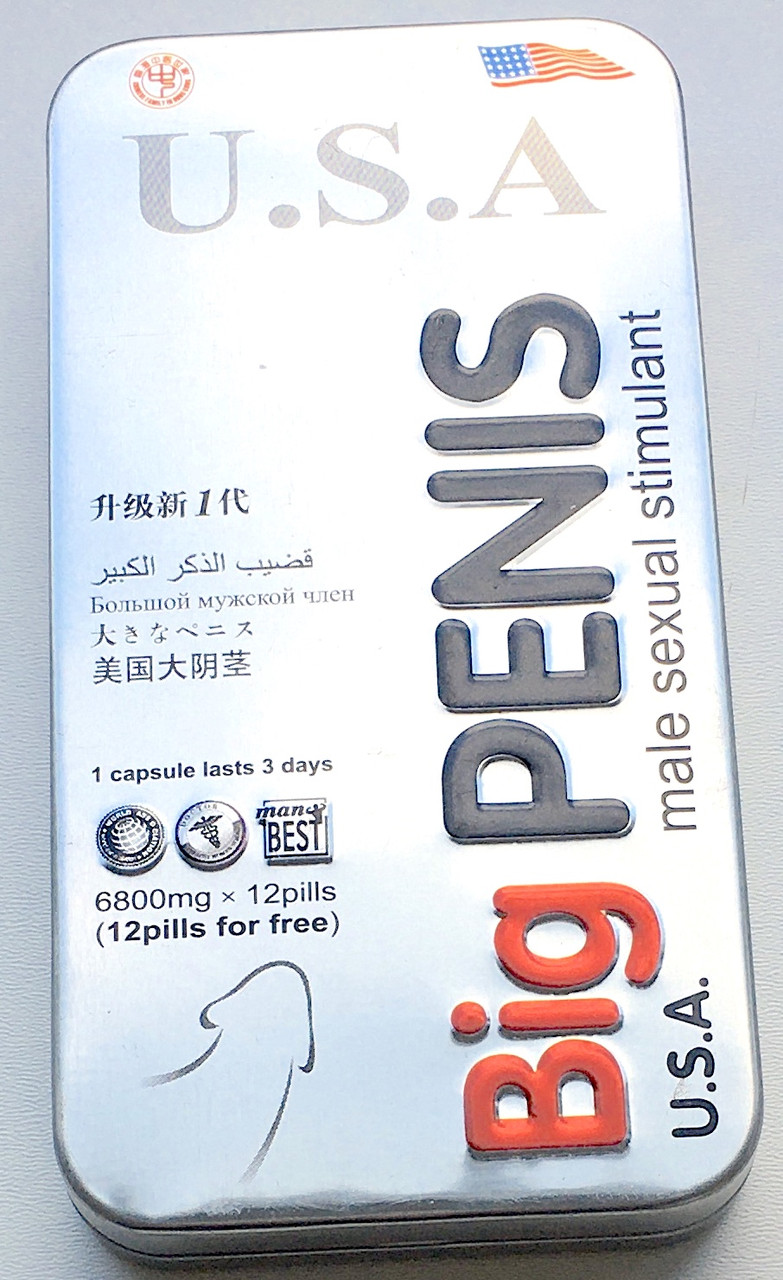 U.S.A
升级新1代
قضيب الذكر الكبير
Большой мужской член
大きなペニス
美国大阴茎
1 capsule lasts 3 days
DOCTOR
man
BEST
6800mg × 12pills
(12pills for free)
Big PENIS
male sexual stimulant
U.S.A.